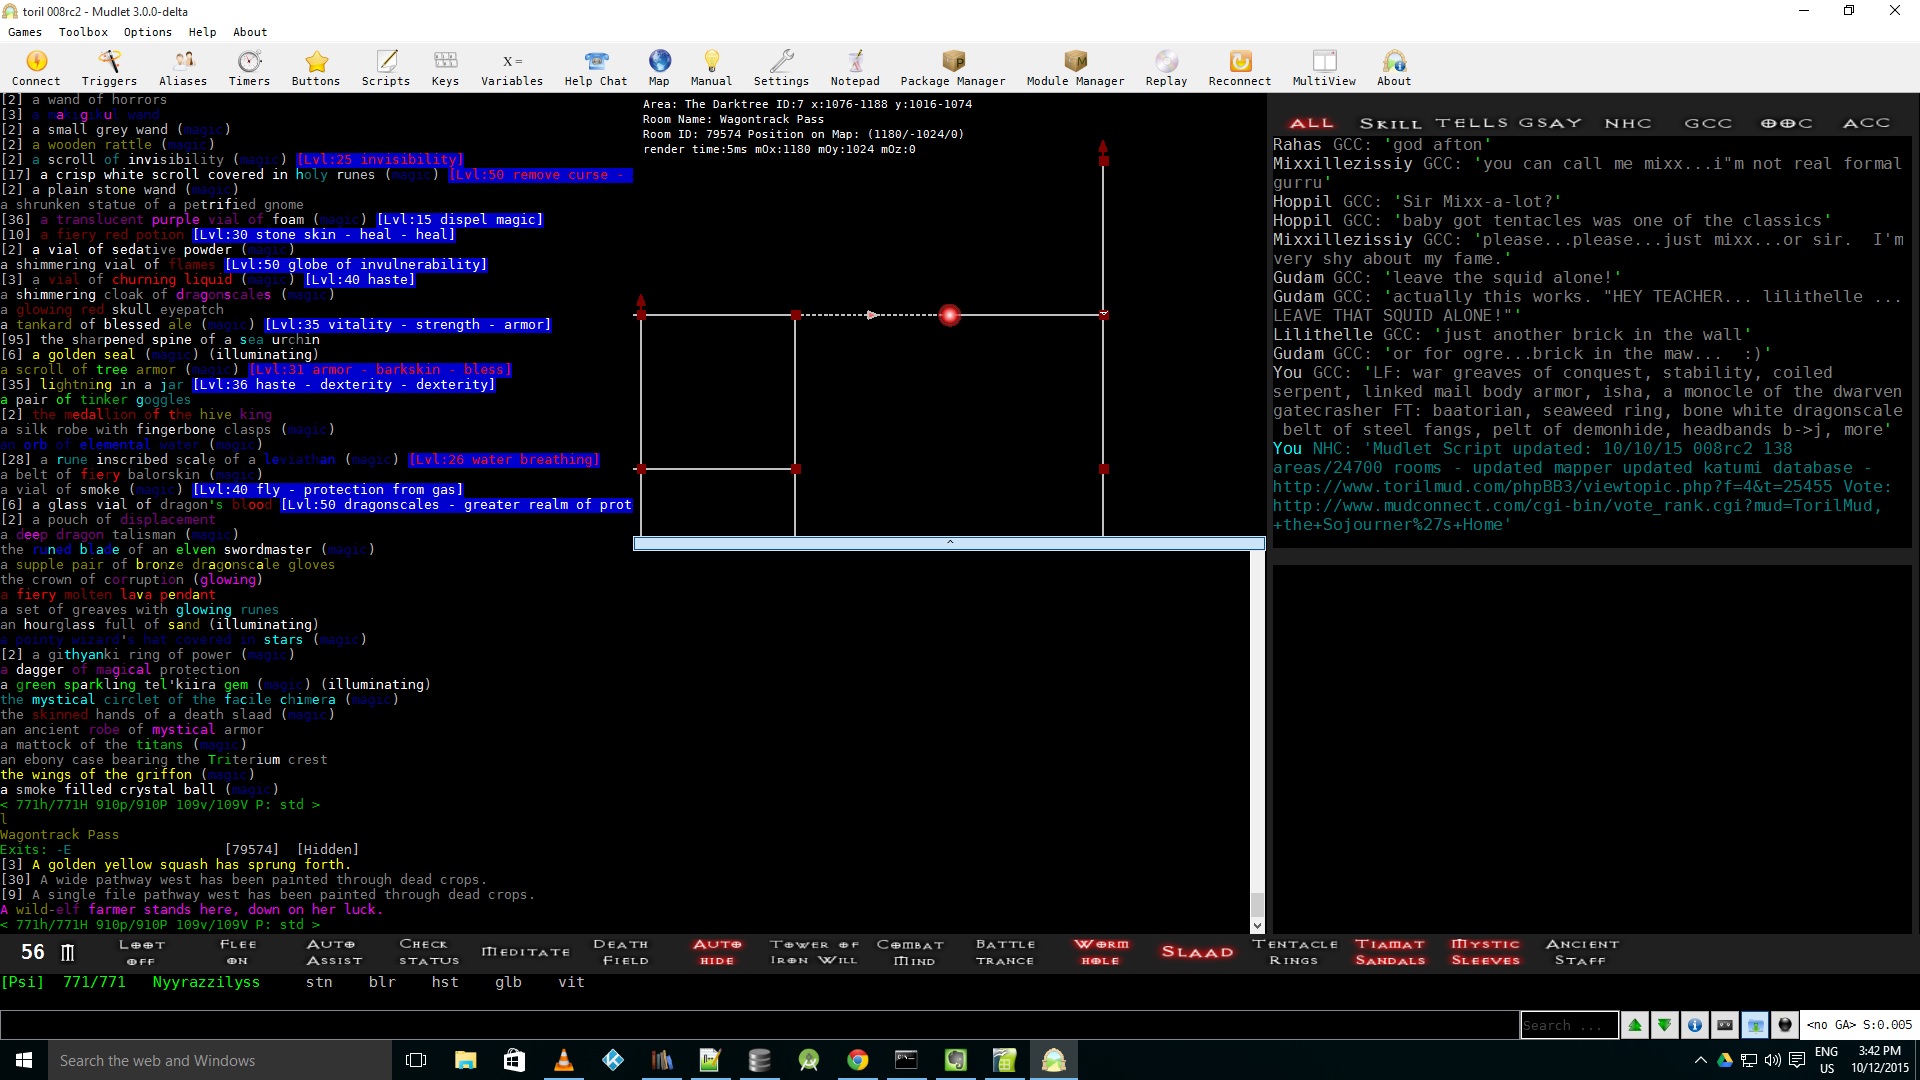 toril 008rc2 - Mudlet 3.0.0-delta
Games Toolbox Options Help About
Connect Triggers Aliases Timers Buttons Scripts Keys Variables Help Chat Map Manual Settings Notepad Package Manager Module Manager Replay Reconnect MultiView About
[2] a wand of horrors
[3] a makigikul wand
[2] a small grey wand (magic)
[2] a wooden rattle (magic)
[2] a scroll of invisibility (magic) [Lvl:25 invisibility]
[17] a crisp white scroll covered in holy runes (magic) [Lvl:50 remove curse -
[2] a plain stone wand (magic)
a shrunken statue of a petrified gnome
[36] a translucent purple vial of foam (magic) [Lvl:15 dispel magic]
[10] a fiery red potion [Lvl:30 stone skin - heal - heal]
[2] a vial of sedative powder (magic)
a shimmering vial of flames [Lvl:50 globe of invulnerability]
[3] a vial of churning liquid (magic) [Lvl:40 haste]
a shimmering cloak of dragonscales (magic)
a glowing red skull eyepatch
a tankard of blessed ale (magic) [Lvl:35 vitality - strength - armor]
[95] the sharpened spine of a sea urchin
[6] a golden seal (magic) (illuminating)
a scroll of tree armor (magic) [Lvl:31 armor - barkskin - bless]
[35] lightning in a jar [Lvl:36 haste - dexterity - dexterity]
a pair of tinker goggles
[2] the medallion of the hive king
a silk robe with fingerbone clasps (magic)
an orb of elemental water (magic)
[28] a rune inscribed scale of a leviathan (magic) [Lvl:26 water breathing]
a belt of fiery balorskin (magic)
a vial of smoke (magic) [Lvl:40 fly - protection from gas]
[6] a glass vial of dragon's blood [Lvl:50 dragonscales - greater realm of prot
[2] a pouch of displacement
a deep dragon talisman (magic)
the runed blade of an elven swordmaster (magic)
a supple pair of bronze dragonscale gloves
the crown of corruption (glowing)
a fiery molten lava pendant
a set of greaves with glowing runes
an hourglass full of sand (illuminating)
a pointy wizard's hat covered in stars (magic)
[2] a githyanki ring of power (magic)
a dagger of magical protection
a green sparkling tel'kiira gem (magic) (illuminating)
the mystical circlet of the facile chimera (magic)
the skinned hands of a death slaad (magic)
an ancient robe of mystical armor
a mattock of the titans (magic)
an ebony case bearing the Triterium crest
the wings of the griffon (magic)
a smoke filled crystal ball (magic)
< 771h/771H 910p/910P 109v/109V P: std >
l
Wagontrack Pass
Exits: -E [79574] [Hidden]
[3] A golden yellow squash has sprung forth.
[30] A wide pathway west has been painted through dead crops.
[9] A single file pathway west has been painted through dead crops.
A wild-elf farmer stands here, down on her luck.
< 771h/771H 910p/910P 109v/109V P: std >
Area: The Darktree ID:7 x:1076-1188 y:1016-1074
Room Name: Wagontrack Pass
Room ID: 79574 Position on Map: (1180/-1024/0)
render time:5ms mOx:1180 mOy:1024 mOz:0
ALL SKILL TELLS GSAY NHC GCC OOC ACC
Rahas GCC: 'god afton'
Mixxillezissiy GCC: 'you can call me mixx...i"m not real formal
gurru'
Hoppil GCC: 'Sir Mixx-a-lot?'
Hoppil GCC: 'baby got tentacles was one of the classics'
Mixxillezissiy GCC: 'please...please...just mixx...or sir.  I'm
very shy about my fame.'
Gudam GCC: 'leave the squid alone!'
Gudam GCC: 'actually this works. "HEY TEACHER... lilithelle ...
LEAVE THAT SQUID ALONE!"'
Lilithelle GCC: 'just another brick in the wall'
Gudam GCC: 'or for ogre...brick in the maw...  :)'
You GCC: 'LF: war greaves of conquest, stability, coiled
serpent, linked mail body armor, isha, a monocle of the dwarven
gatecrasher FT: baatorian, seaweed ring, bone white dragonscale
belt of steel fangs, pelt of demonhide, headbands b->j, more'
You NHC: 'Mudlet Script updated: 10/10/15 008rc2 138
areas/24700 rooms - updated mapper updated katumi database -
http://www.torilmud.com/phpBB3/viewtopic.php?f=4&t=25455 Vote:
http://www.mudconnect.com/cgi-bin/vote_rank.cgi?mud=TorilMud,
+the+Sojourner%27s+Home'
56 LOOT OFF FLEE ON AUTO ASSIST CHECK STATUS MEDITATE DEATH FIELD AUTO HIDE TOWER OF IRON WILL COMBAT MIND BATTLE TRANCE WORM HOLE SLAAD TENTACLE RINGS TIAMAT SANDALS MYSTIC SLEEVES ANCIENT STAFF
[Psi] 771/771 Nyyrazzilyss stn blr hst glb vit
Search ... <no GA> S:0.005
Search the web and Windows
ENG US 3:42 PM 10/12/2015